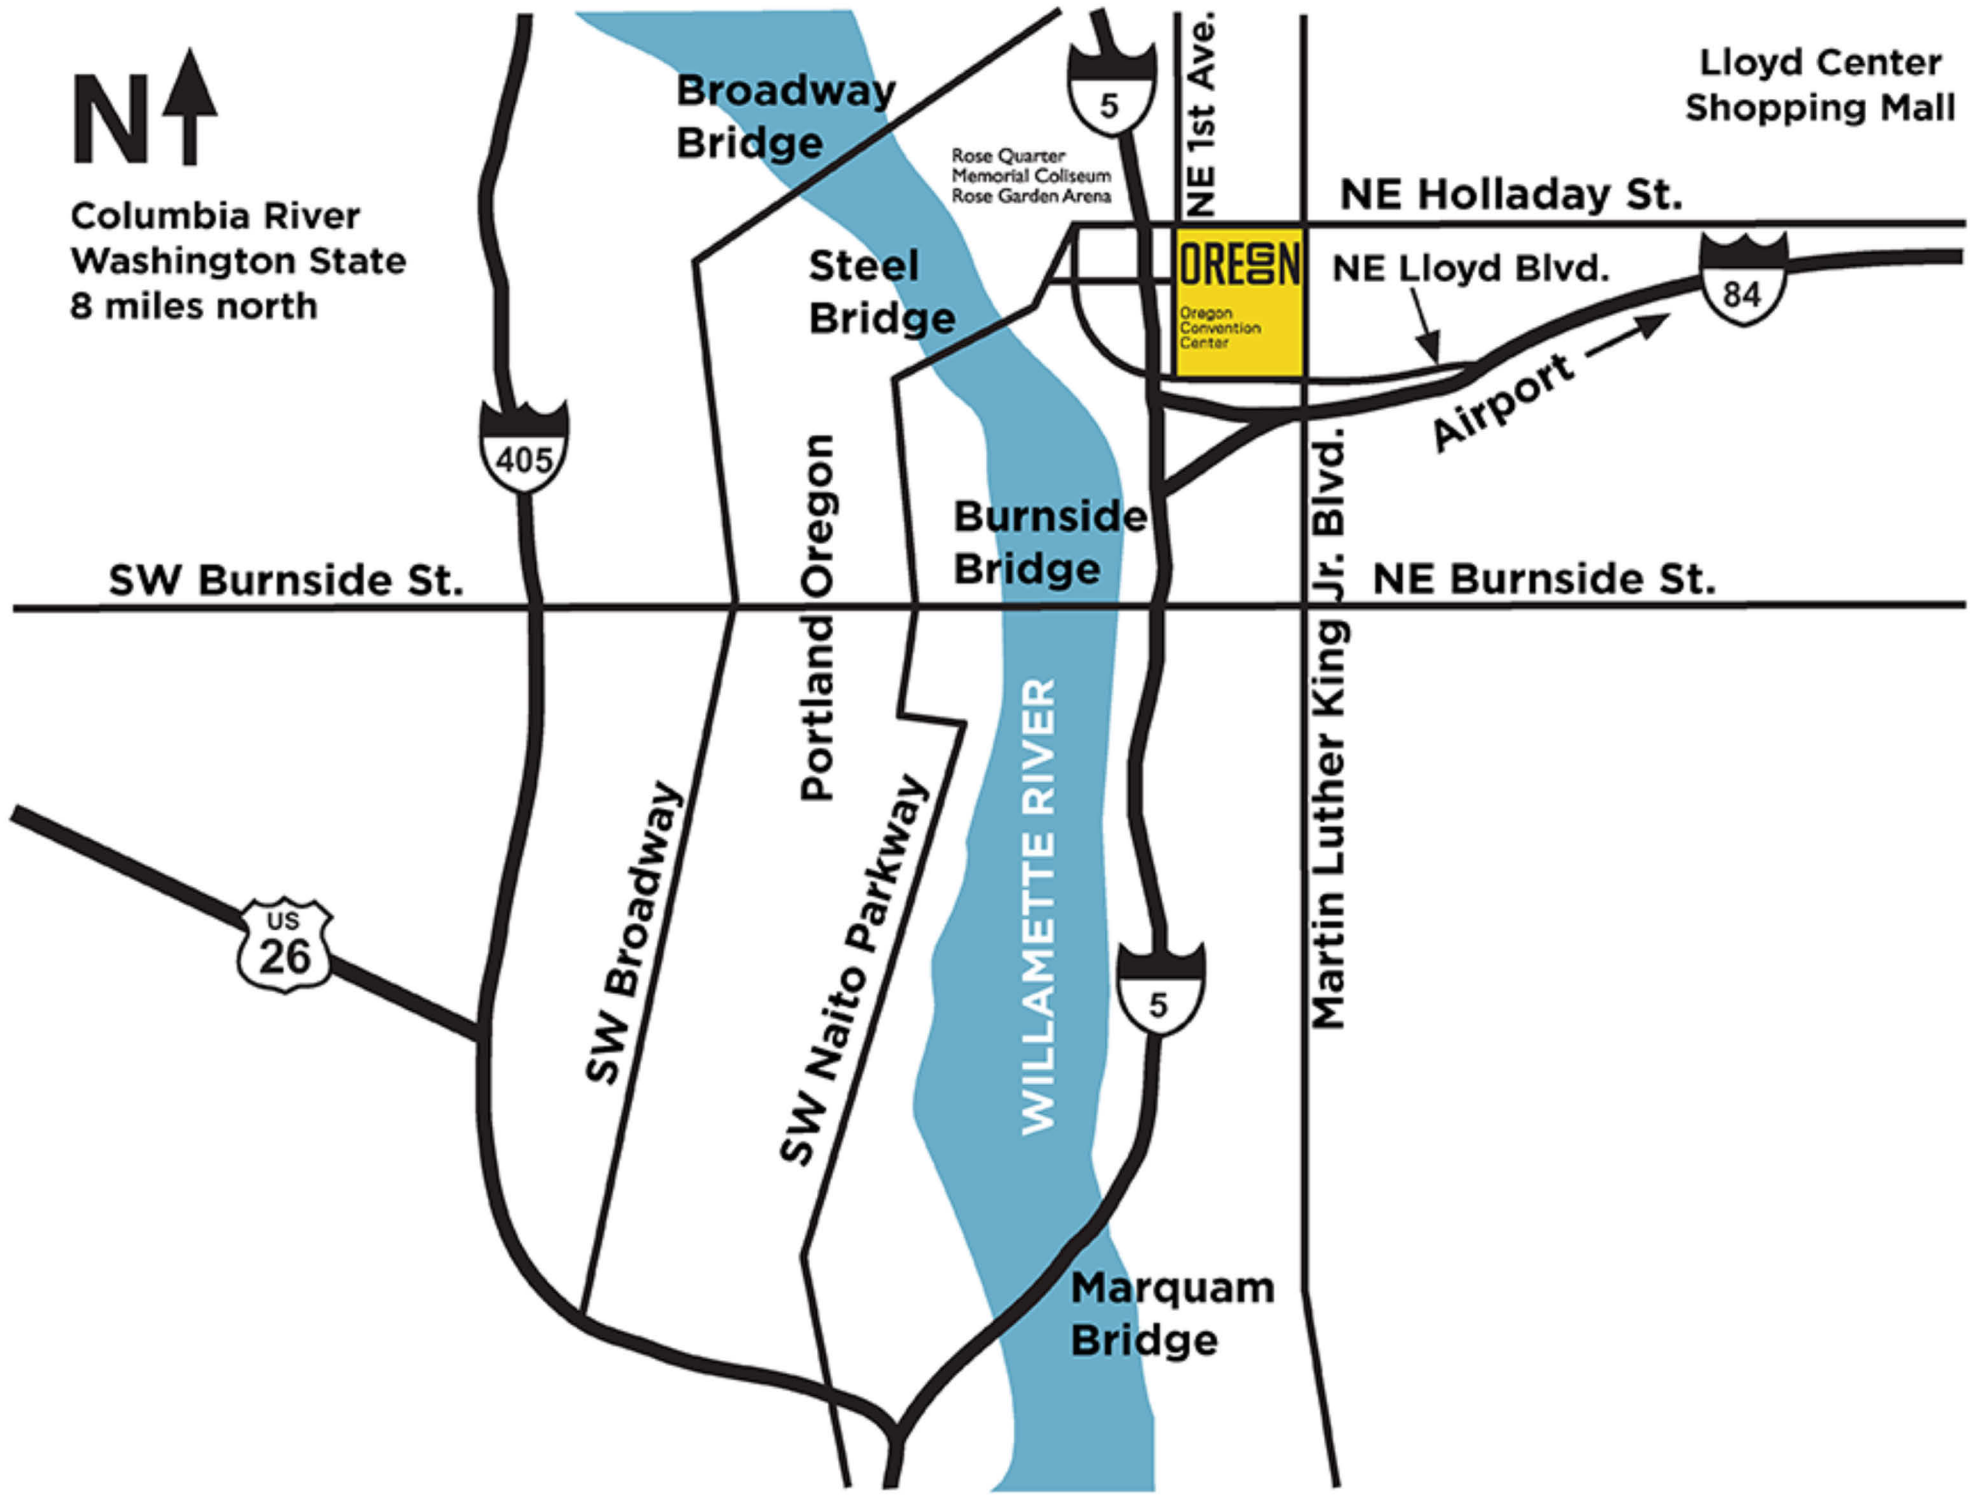 N
Columbia River
Washington State
8 miles north
Broadway
Bridge
5
NE 1st Ave.
Lloyd Center
Shopping Mall
Rose Quarter
Memorial Coliseum
Rose Garden Arena
NE Holladay St.
Steel
Bridge
OREGON
Oregon
Convention
Center
NE Lloyd Blvd.
84
Airport
405
Portland Oregon
Burnside
Bridge
SW Burnside St.
NE Burnside St.
Martin Luther King Jr. Blvd.
WILLAMETTE RIVER
US
26
SW Broadway
SW Naito Parkway
5
Marquam
Bridge